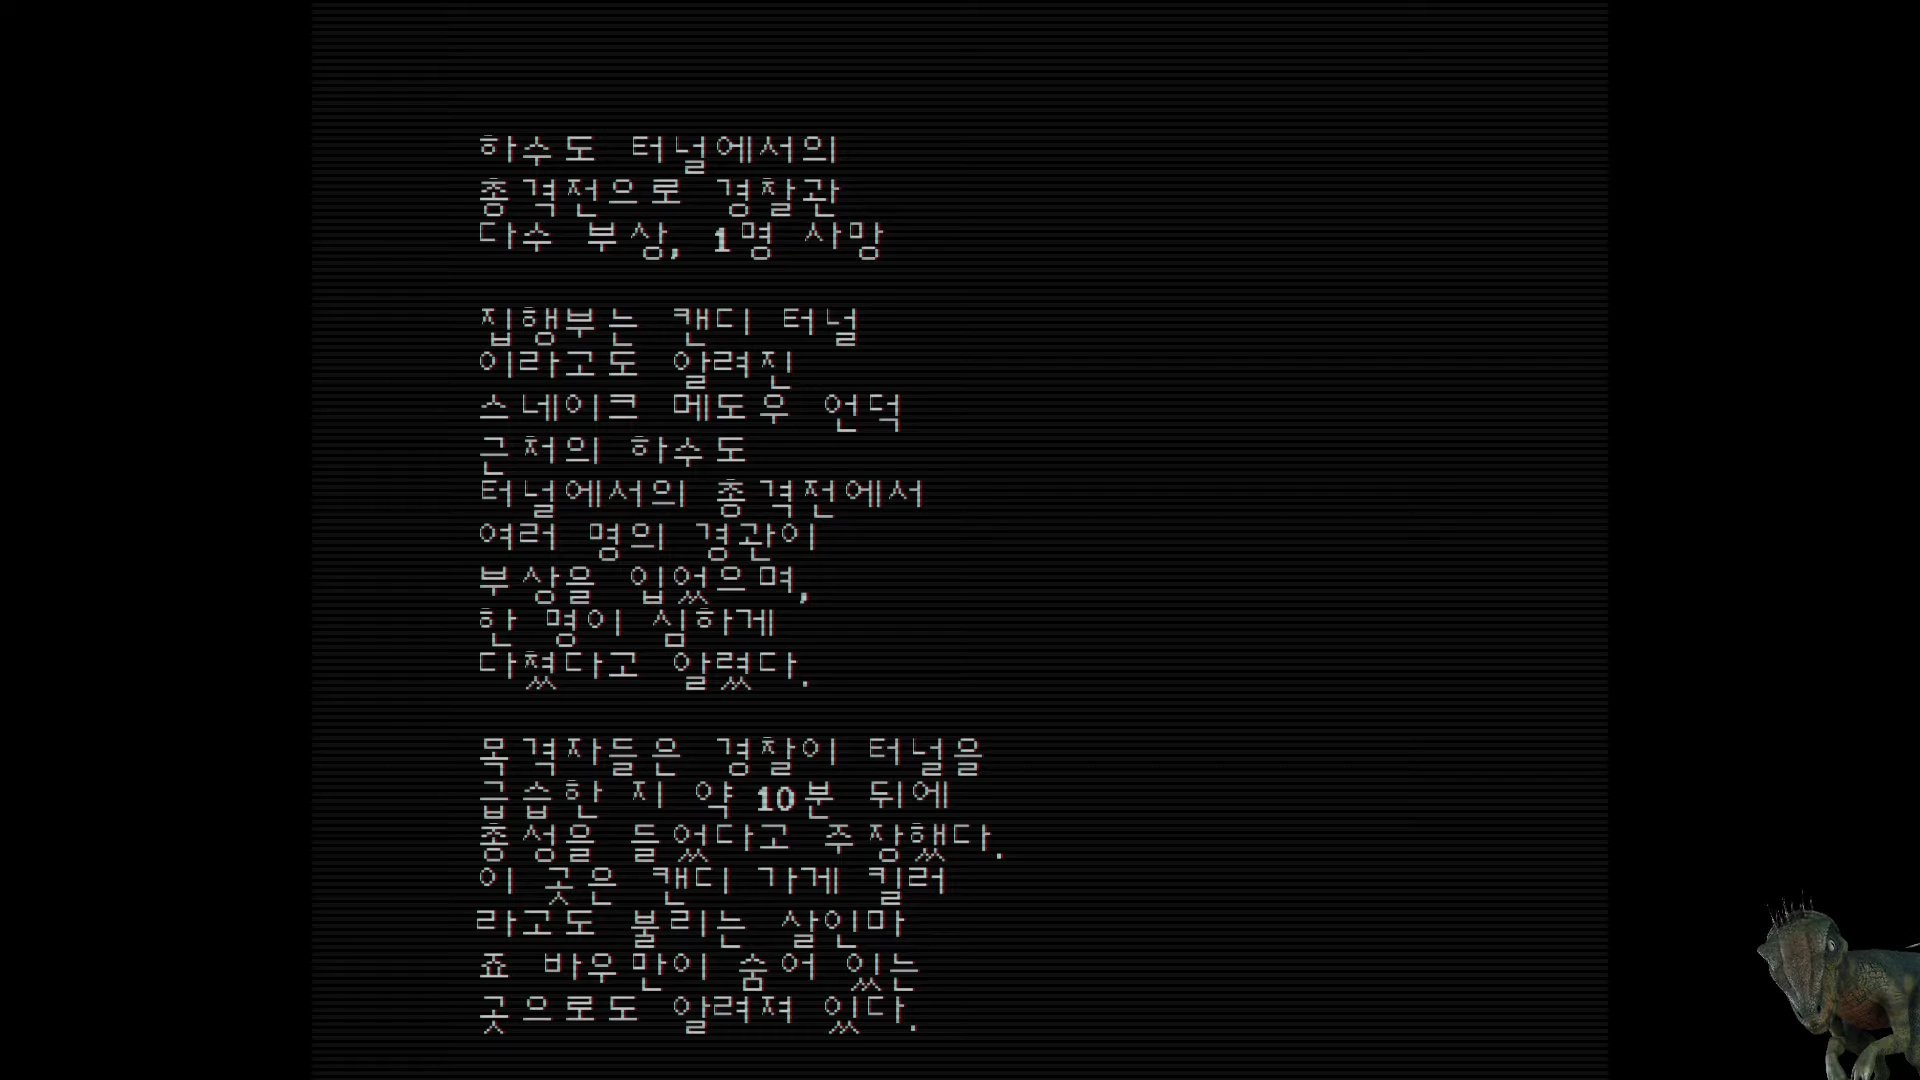 하수도 터널에서의
총격전으로 경찰관
다수 부상, 1명 사망
집행부는 캔디 터널
이라고도 알려진
스네이크 메도우 언덕
근처의 하수도
터널에서의 총격전에서
여러 명의 경관이
부상을 입었으며,
한 명이 심하게
다쳤다고 알렸다.
목격자들은 경찰이 터널을
급습한 지 약 10분 뒤에
총성을 들었다고 주장했다.
이 곳은 캔디 가게 킬러
라고도 불리는 살인마
죠 바우만이 숨어 있는
곳으로도 알려져 있다.